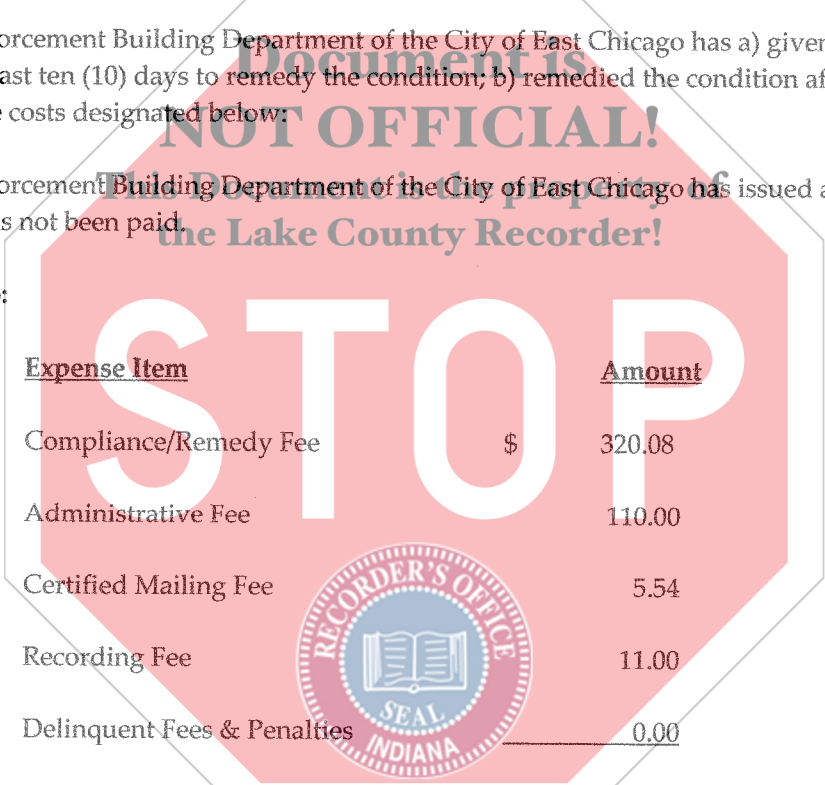 orcement Building Department of the City of East Chicago has a) given
Document is
ast ten (10) days to remedy the condition; b) remedied the condition af
e costs designated below:
NOT OFFICIAL!
orcement Building Department of the City of East Chicago has issued a
This Document is the property of
s not been paid.
the Lake County Recorder!
:
STOP
Expense Item Amount
Compliance/Remedy Fee $ 320.08
Administrative Fee 110.00
Certified Mailing Fee 5.54
Recording Fee 11.00
Delinquent Fees & Penalties 0.00
RECORDER'S OFFICE
SEAL
INDIANA